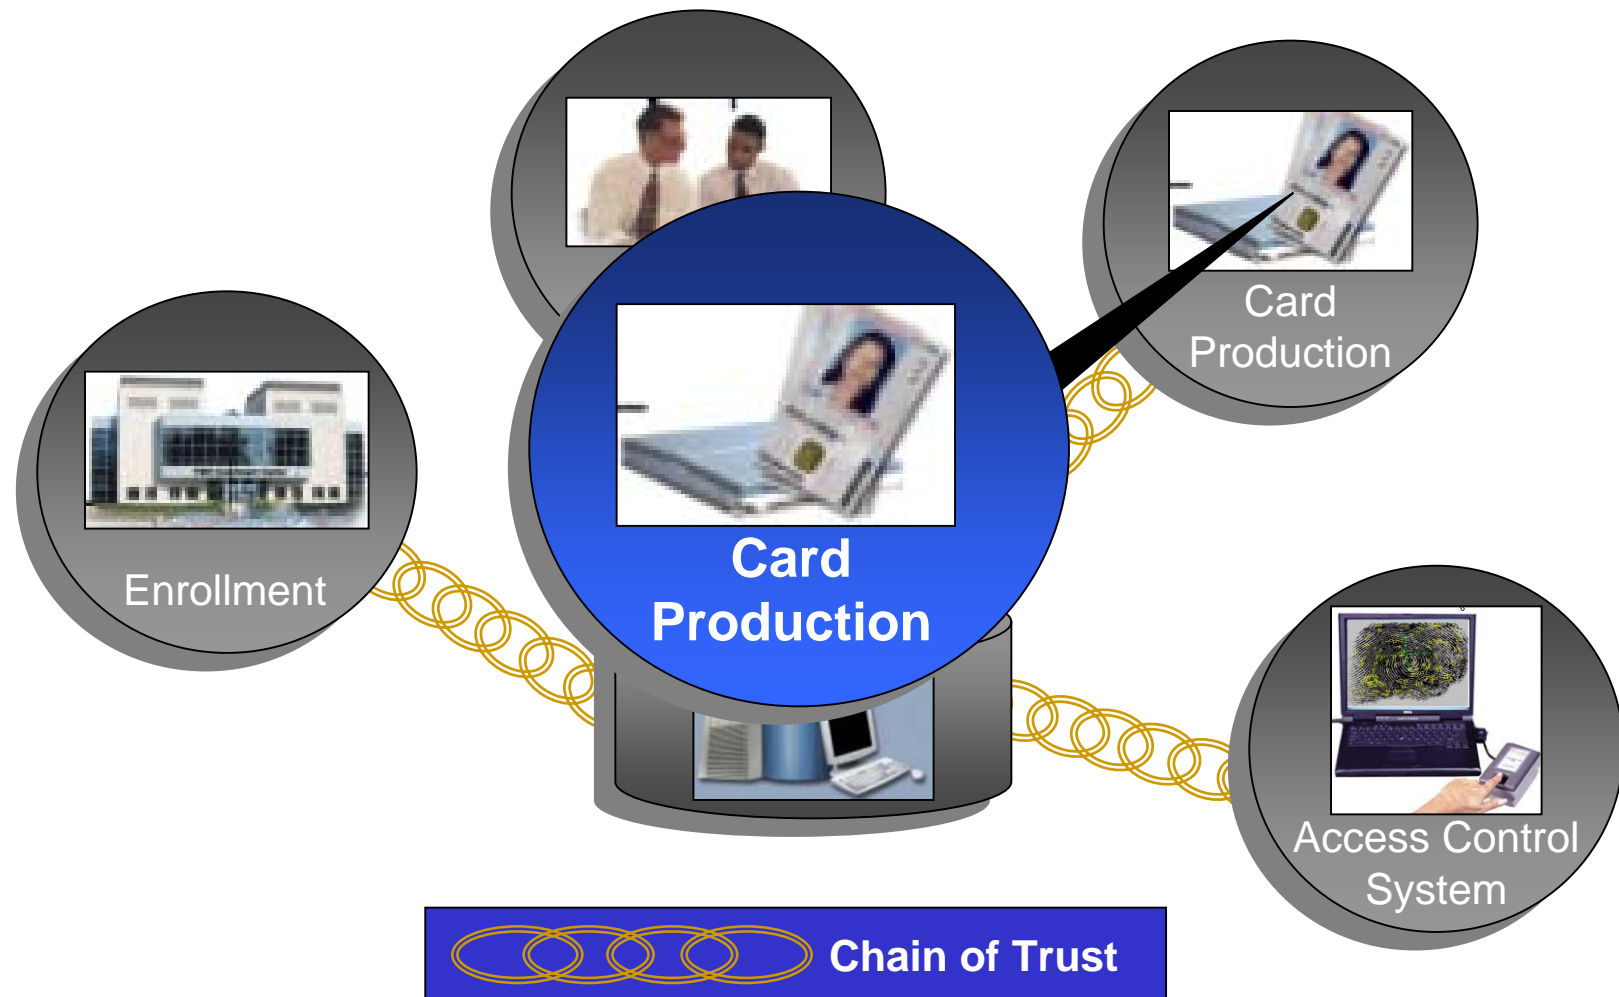 Card
Production
Enrollment
Card
Production
Access Control
System
Chain of Trust